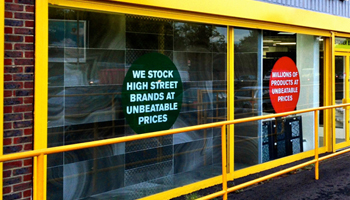 WE STOCK
HIGH STREET
BRANDS AT
UNBEATABLE
PRICES
MILLIONS OF
PRODUCTS AT
UNBEATABLE
PRICES